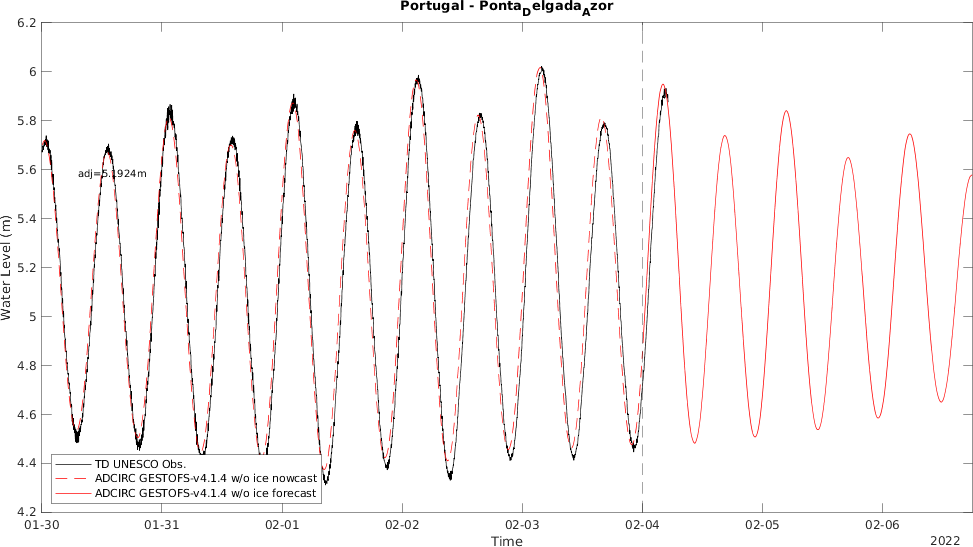 Portugal - PontaDelgadaAzor
6.2
6
5.8
5.6
5.4
5.2
5
4.8
4.6
4.4
4.2
Water Level (m)
adj=5.1924m
TD UNESCO Obs.
ADCIRC GESTOFS-v4.1.4 w/o ice nowcast
ADCIRC GESTOFS-v4.1.4 w/o ice forecast
01-30 01-31 02-01 02-02 02-03 02-04 02-05 02-06
Time
2022